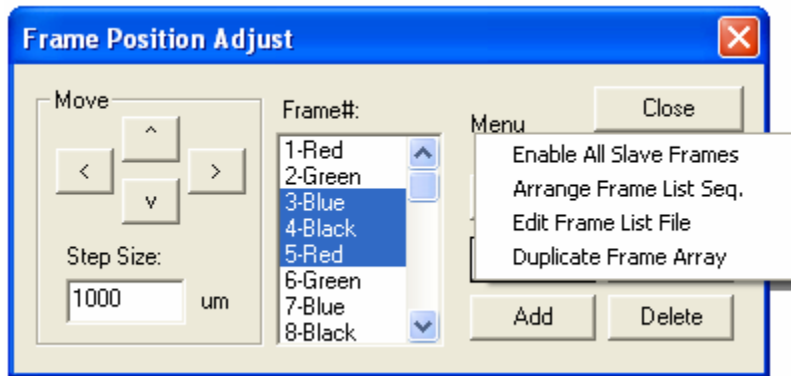 Frame Position Adjust
Move
^
<
>
v
Step Size:
1000
um
Frame#:
1-Red
2-Green
3-Blue
4-Black
5-Red
6-Green
7-Blue
8-Black
Menu
Close
Enable All Slave Frames
Arrange Frame List Seq.
Edit Frame List File
Duplicate Frame Array
Add
Delete